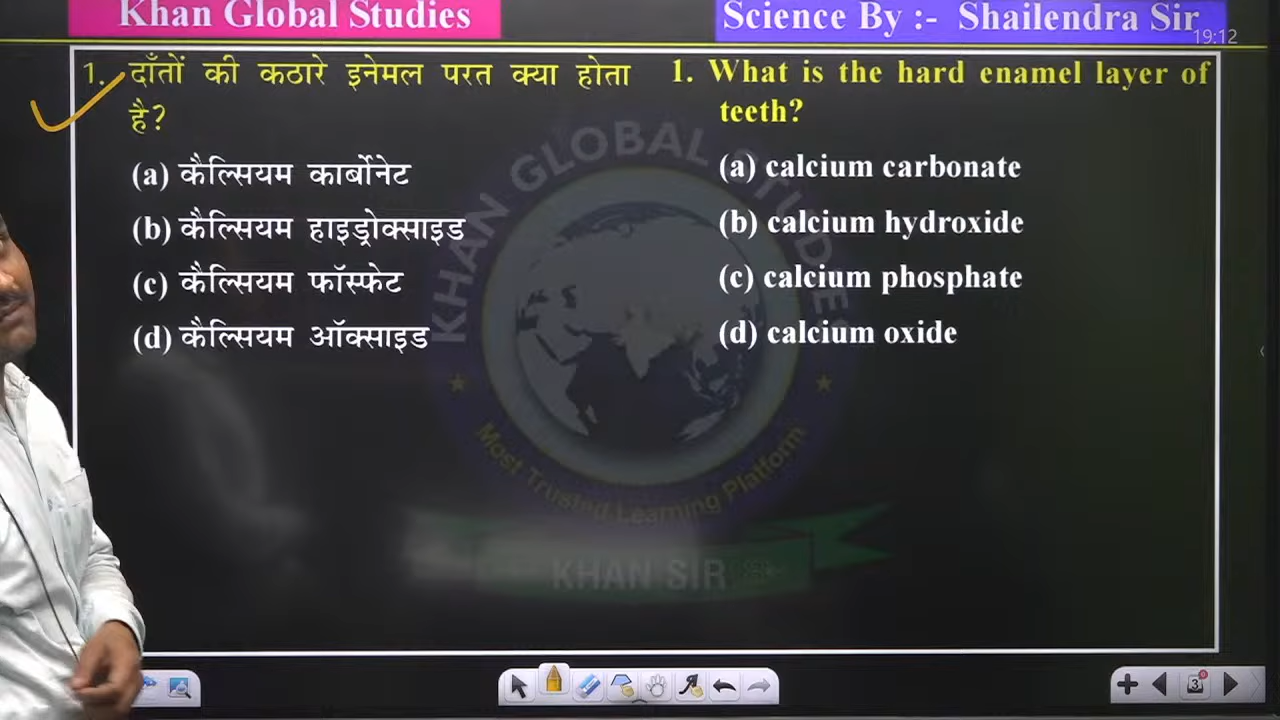 Khan Global Studies
Science By :- Shailendra Sir
19:12
1. दाँतों की कठारे इनेमल परत क्या होता
है?
(a) कैल्सियम कार्बोनेट
(b) कैल्सियम हाइड्रोक्साइड
(c) कैल्सियम फॉस्फेट
(d) कैल्सियम ऑक्साइड
1. What is the hard enamel layer of
teeth?
(a) calcium carbonate
(b) calcium hydroxide
(c) calcium phosphate
(d) calcium oxide
KHAN GLOBAL STUDIES
Most Trusted Learning Platform
KHAN SIR
3